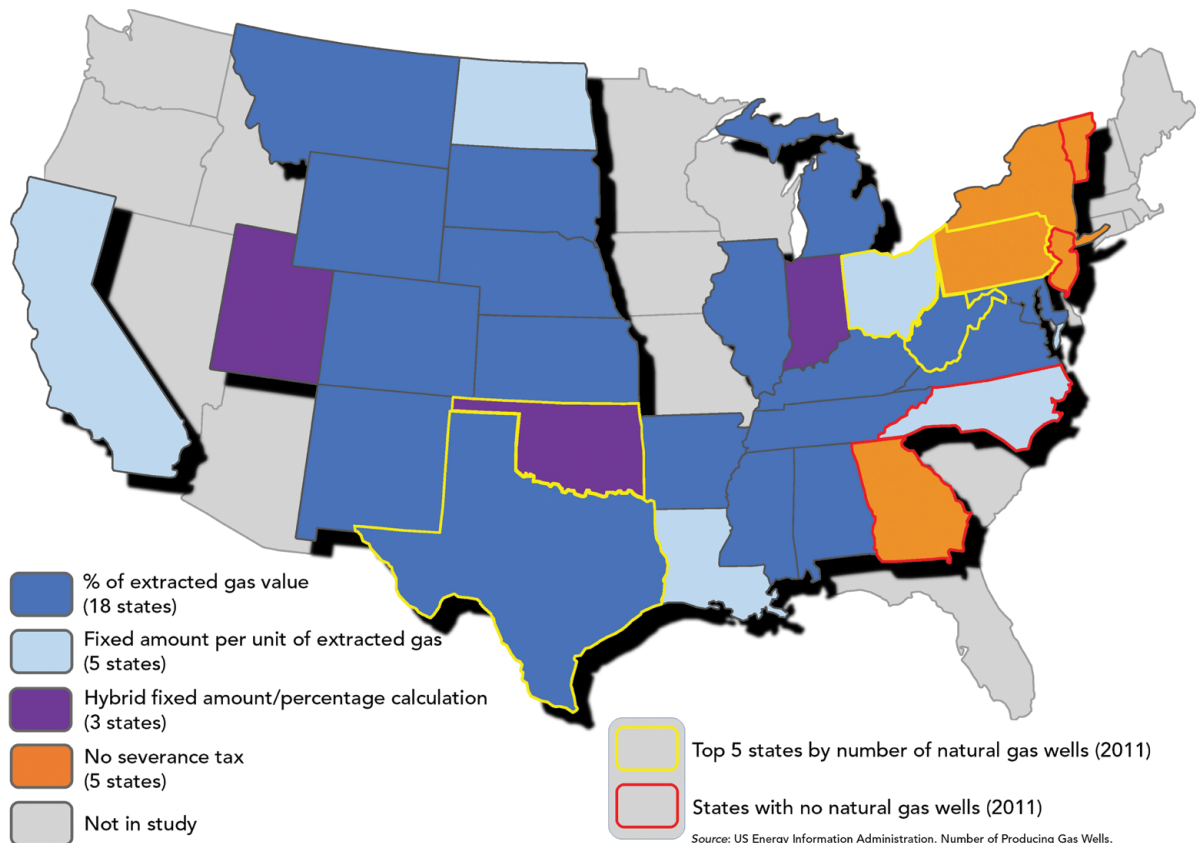 % of extracted gas value
(18 states)
Fixed amount per unit of extracted gas
(5 states)
Hybrid fixed amount/percentage calculation
(3 states)
No severance tax
(5 states)
Not in study
Top 5 states by number of natural gas wells (2011)
States with no natural gas wells (2011)
Source: US Energy Information Administration. Number of Producing Gas Wells.